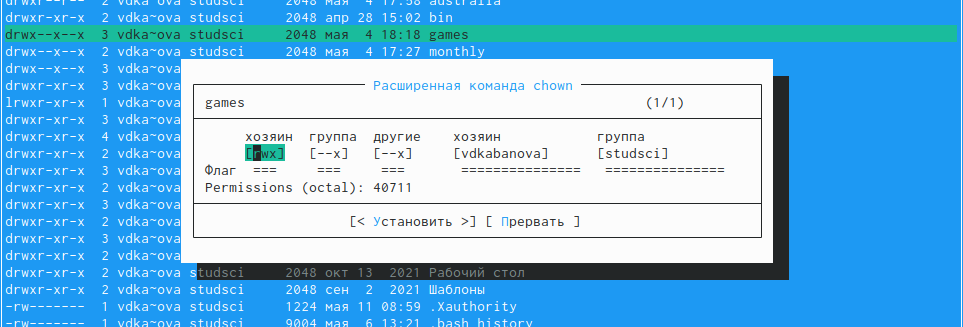 drwxr--r-- 2 vdka~ova studsci 2048 мая 4 17:58 australia
drwxr-xr-x 2 vdka~ova studsci 2048 апр 28 15:02 bin
drwx--x--x 3 vdka~ova studsci 2048 мая 4 18:18 games
drwxr-xr-x 2 vdka~ova studsci 2048 мая 4 17:27 monthly
drwx--x--x 3 vdka~ova
drwxr-xr-x 3 vdka~ova
lrwxr-xr-x 1 vdka~ova
drwxr-xr-x 3 vdka~ova
drwxr-xr-x 4 vdka~ova
drwxr-xr-x 2 vdka~ova
drwxr-xr-x 3 vdka~ova
drwxr-xr-x 2 vdka~ova
drwxr-xr-x 3 vdka~ova
drwxr-xr-x 2 vdka~ova
drwxr-xr-x 2 vdka~ova
drwxr-xr-x 2 vdka~ova studsci 2048 окт 13 2021 Рабочий стол
drwxr-xr-x 2 vdka~ova studsci 2048 сен 2 2021 Шаблоны
-rw------- 1 vdka~ova studsci 1224 мая 11 08:59 .Xauthority
-rw------- 1 vdka~ova studsci 9004 мая 6 13:21 .bash_history
Расширенная команда chown
games (1/1)
хозяин группа другие хозяин группа
[rwx] [--x] [--x] [vdkabanova] [studsci]
Флаг === === === =============== ===============
Permissions (octal): 40711
[< Установить >] [ Прервать ]